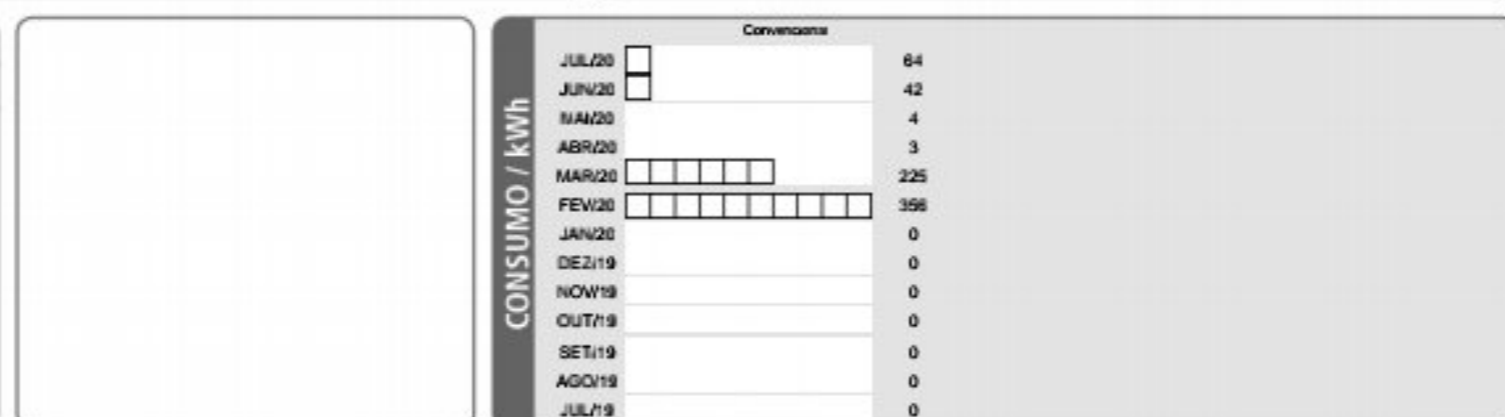 Convencional
CONSUMO / kWh
JUL/20 64
JUN/20 42
MAI/20 4
ABR/20 3
MAR/20 225
FEV/20 356
JAN/20 0
DEZ/19 0
NOV/19 0
OUT/19 0
SET/19 0
AGO/19 0
JUL/19 0